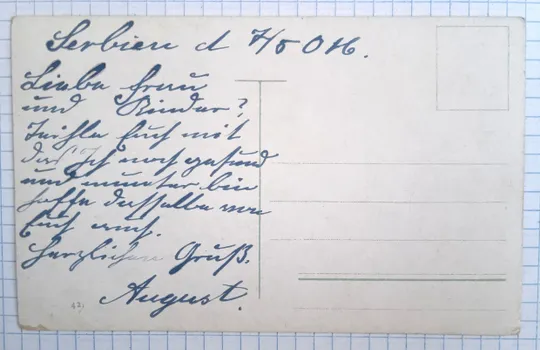 Serbien d 7/5 016.
Liebe Frau
und Kinder?
Teihle Euch mit
daß Ich noch gesund
und munter bin
hoffe dasselbe von
Euch auch.
Herzlichen Gruß.
August.